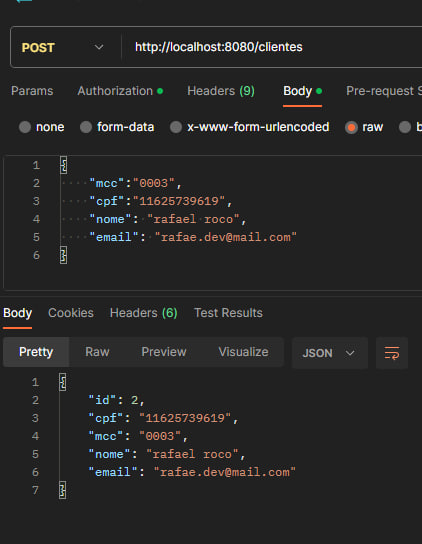 POST http://localhost:8080/clientes
Params Authorization Headers (9) Body Pre-request S
none form-data x-www-form-urlencoded raw b
1 {
2 "mcc":"0003",
3 "cpf":"11625739619",
4 "nome": "rafael roco",
5 "email": "rafae.dev@mail.com"
6 }
Body Cookies Headers (6) Test Results
Pretty Raw Preview Visualize JSON
1 {
2 "id": 2,
3 "cpf": "11625739619",
4 "mcc": "0003",
5 "nome": "rafael roco",
6 "email": "rafae.dev@mail.com"
7 }